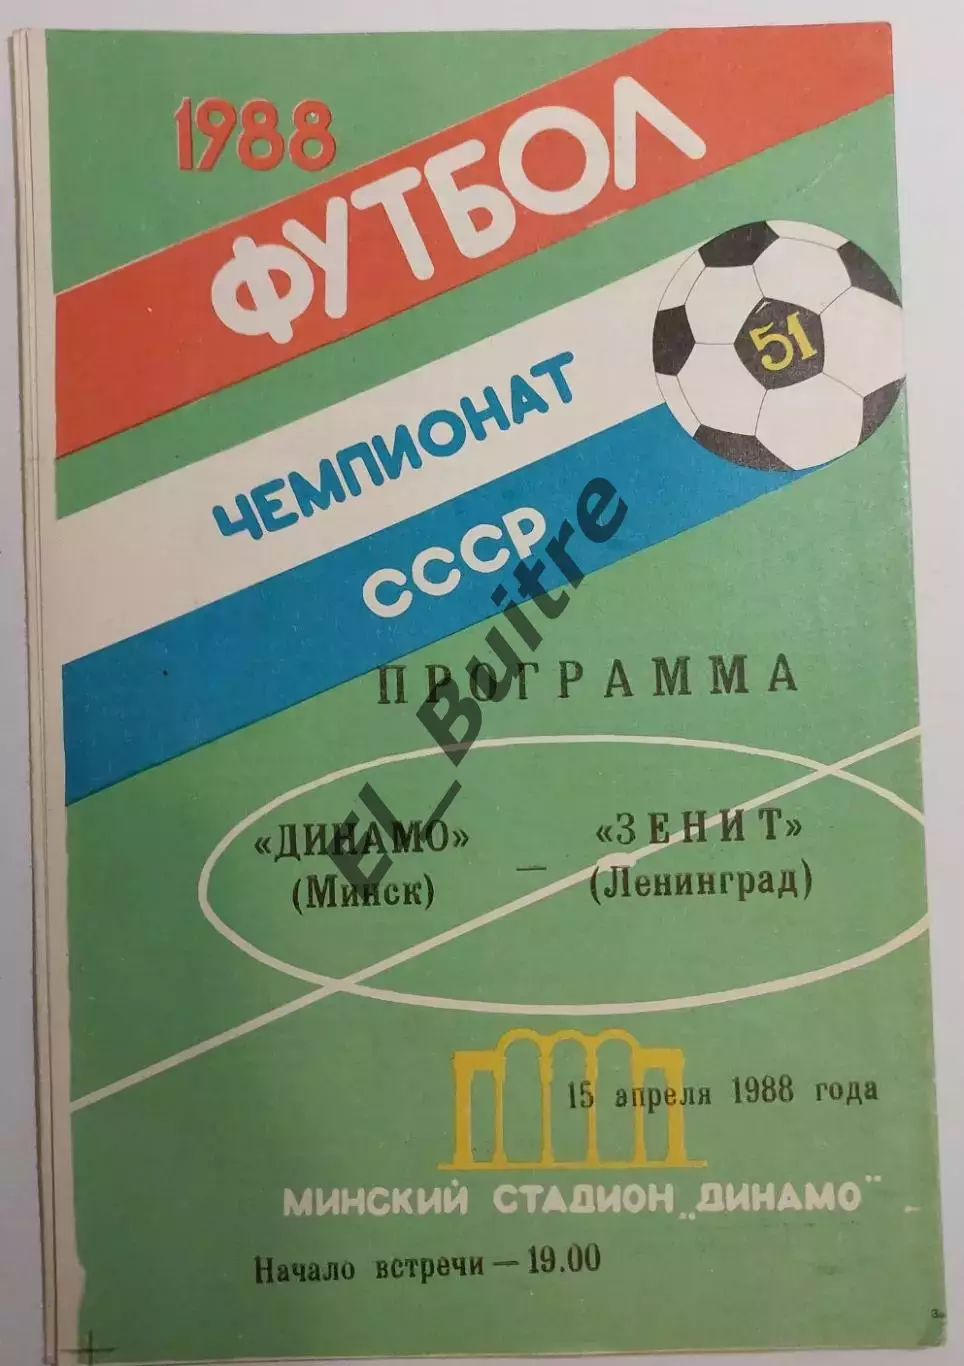 1988
ФУТБОЛ
51
ЧЕМПИОНАТ
СССР
ПРОГРАММА
«ДИНАМО» — «ЗЕНИТ»
(Минск) (Ленинград)
15 апреля 1988 года
МИНСКИЙ СТАДИОН „ДИНАМО"
Начало встречи — 19.00
El_Buitre